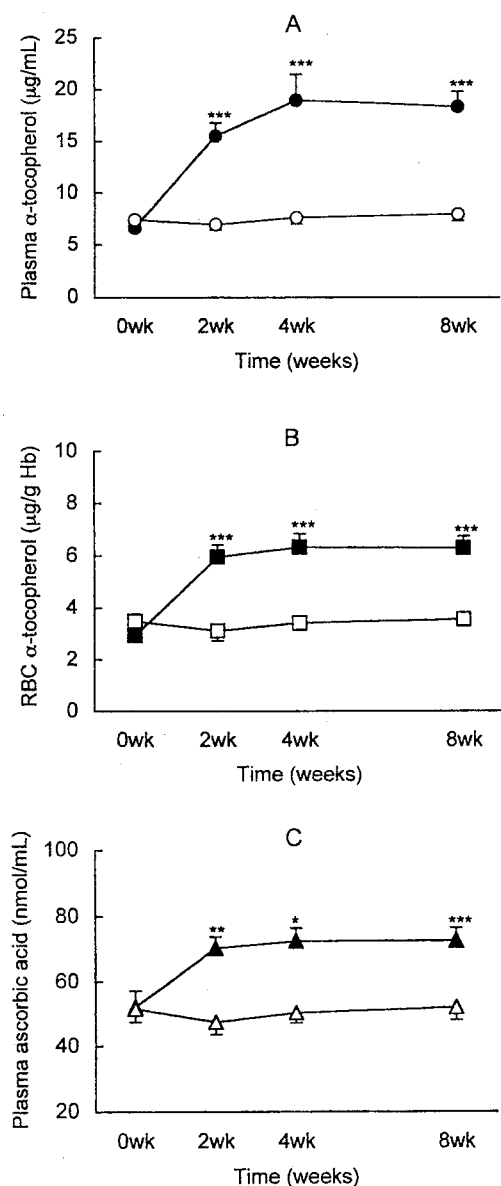 A
Plasma α-tocopherol (μg/mL)
25
20
15
10
5
0
***
***
***
0wk 2wk 4wk 8wk
Time (weeks)
B
RBC α-tocopherol (μg/g Hb)
10
8
6
4
2
0
***
***
***
0wk 2wk 4wk 8wk
Time (weeks)
C
Plasma ascorbic acid (nmol/mL)
100
80
60
40
20
**
*
***
0wk 2wk 4wk 8wk
Time (weeks)